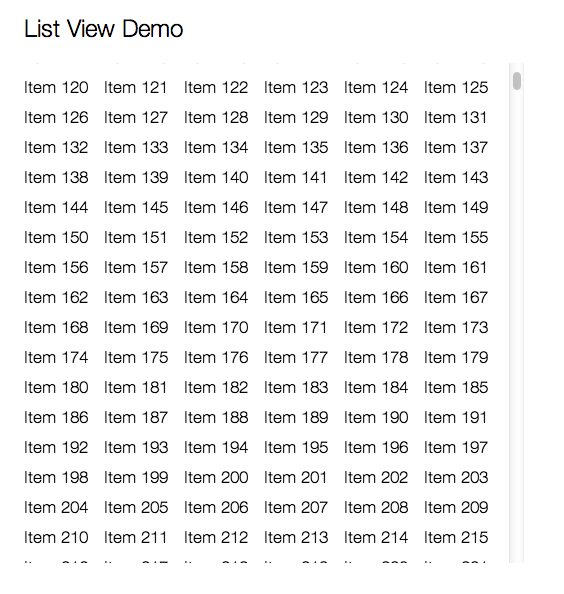 List View Demo
Item 120 Item 121 Item 122 Item 123 Item 124 Item 125
Item 126 Item 127 Item 128 Item 129 Item 130 Item 131
Item 132 Item 133 Item 134 Item 135 Item 136 Item 137
Item 138 Item 139 Item 140 Item 141 Item 142 Item 143
Item 144 Item 145 Item 146 Item 147 Item 148 Item 149
Item 150 Item 151 Item 152 Item 153 Item 154 Item 155
Item 156 Item 157 Item 158 Item 159 Item 160 Item 161
Item 162 Item 163 Item 164 Item 165 Item 166 Item 167
Item 168 Item 169 Item 170 Item 171 Item 172 Item 173
Item 174 Item 175 Item 176 Item 177 Item 178 Item 179
Item 180 Item 181 Item 182 Item 183 Item 184 Item 185
Item 186 Item 187 Item 188 Item 189 Item 190 Item 191
Item 192 Item 193 Item 194 Item 195 Item 196 Item 197
Item 198 Item 199 Item 200 Item 201 Item 202 Item 203
Item 204 Item 205 Item 206 Item 207 Item 208 Item 209
Item 210 Item 211 Item 212 Item 213 Item 214 Item 215